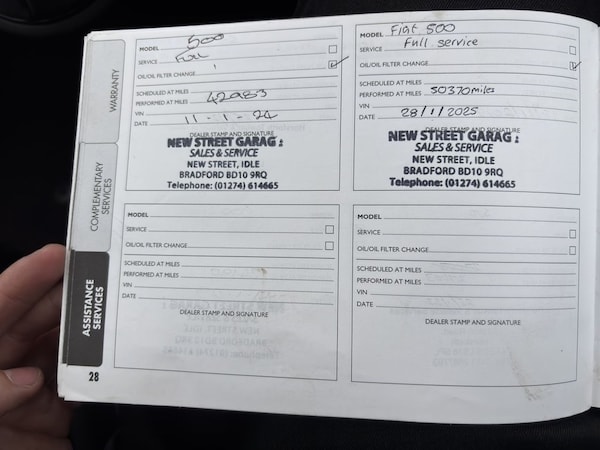 WARRANTY
COMPLEMENTARY
SERVICES
ASSISTANCE
SERVICES
28
MODEL 500
SERVICE Full
OIL/OIL FILTER CHANGE ✓
SCHEDULED AT MILES
PERFORMED AT MILES 42983
VIN
DATE 11-1-24
DEALER STAMP AND SIGNATURE
NEW STREET GARAG
SALES & SERVICE
NEW STREET, IDLE
BRADFORD BD10 9RQ
Telephone: (01274) 614665
MODEL Fiat 500
SERVICE Full service
OIL/OIL FILTER CHANGE ✓
SCHEDULED AT MILES
PERFORMED AT MILES 50370 miles
VIN
DATE 28/1/2025
DEALER STAMP AND SIGNATURE
NEW STREET GARAG
SALES & SERVICE
NEW STREET, IDLE
BRADFORD BD10 9RQ
Telephone: (01274) 614665
MODEL
SERVICE
OIL/OIL FILTER CHANGE
SCHEDULED AT MILES
PERFORMED AT MILES
VIN
DATE
DEALER STAMP AND SIGNATURE
MODEL
SERVICE
OIL/OIL FILTER CHANGE
SCHEDULED AT MILES
PERFORMED AT MILES
VIN
DATE
DEALER STAMP AND SIGNATURE